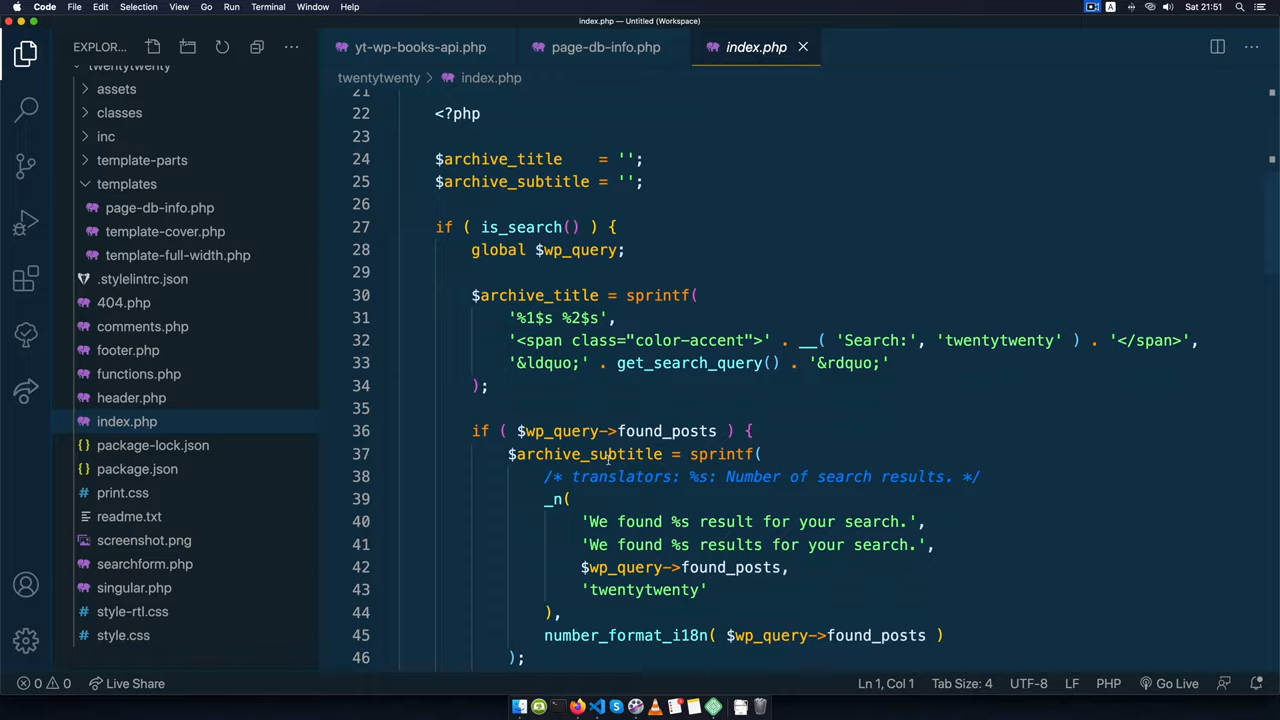 Code File Edit Selection View Go Run Terminal Window Help Sat 21:51
index.php — Untitled (Workspace)
EXPLOR...
twentytwenty
assets
classes
inc
template-parts
templates
page-db-info.php
template-cover.php
template-full-width.php
.stylelintrc.json
404.php
comments.php
footer.php
functions.php
header.php
index.php
package-lock.json
package.json
print.css
readme.txt
screenshot.png
searchform.php
singular.php
style-rtl.css
style.css
yt-wp-books-api.php page-db-info.php index.php
twentytwenty > index.php
21
22 <?php
23
24 $archive_title    = '';
25 $archive_subtitle = '';
26
27 if ( is_search() ) {
28 global $wp_query;
29
30 $archive_title = sprintf(
31 '%1$s %2$s',
32 '<span class="color-accent">' . __( 'Search:', 'twentytwenty' ) . '</span>',
33 '&ldquo;' . get_search_query() . '&rdquo;'
34 );
35
36 if ( $wp_query->found_posts ) {
37 $archive_subtitle = sprintf(
38 /* translators: %s: Number of search results. */
39 _n(
40 'We found %s result for your search.',
41 'We found %s results for your search.',
42 $wp_query->found_posts,
43 'twentytwenty'
44 ),
45 number_format_i18n( $wp_query->found_posts )
46 );
0 0 Live Share Ln 1, Col 1 Tab Size: 4 UTF-8 LF PHP Go Live